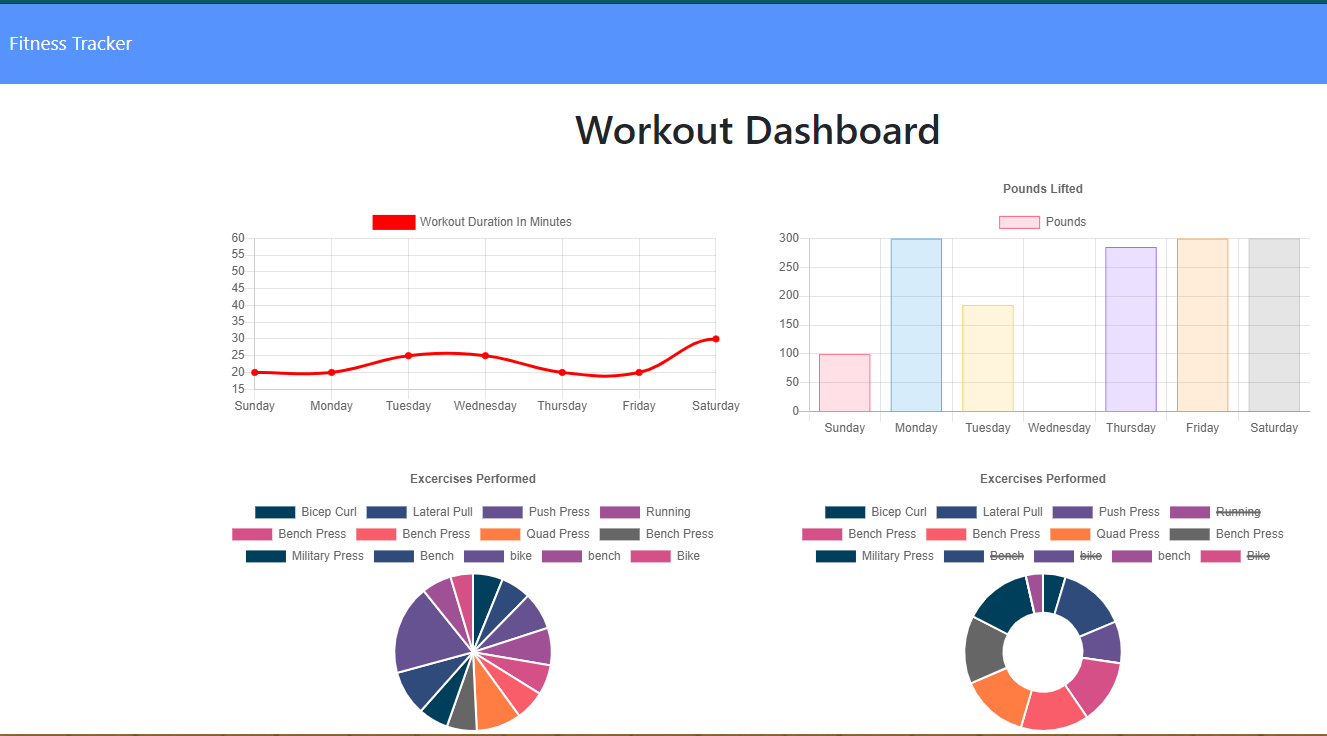 Fitness Tracker
Workout Dashboard
Workout Duration In Minutes
60
55
50
45
40
35
30
25
20
15
Sunday Monday Tuesday Wednesday Thursday Friday Saturday
Pounds Lifted
Pounds
300
250
200
150
100
50
0
Sunday Monday Tuesday Wednesday Thursday Friday Saturday
Excercises Performed
Bicep Curl Lateral Pull Push Press Running
Bench Press Bench Press Quad Press Bench Press
Military Press Bench bike bench Bike
Excercises Performed
Bicep Curl Lateral Pull Push Press Running
Bench Press Bench Press Quad Press Bench Press
Military Press Bench bike bench Bike